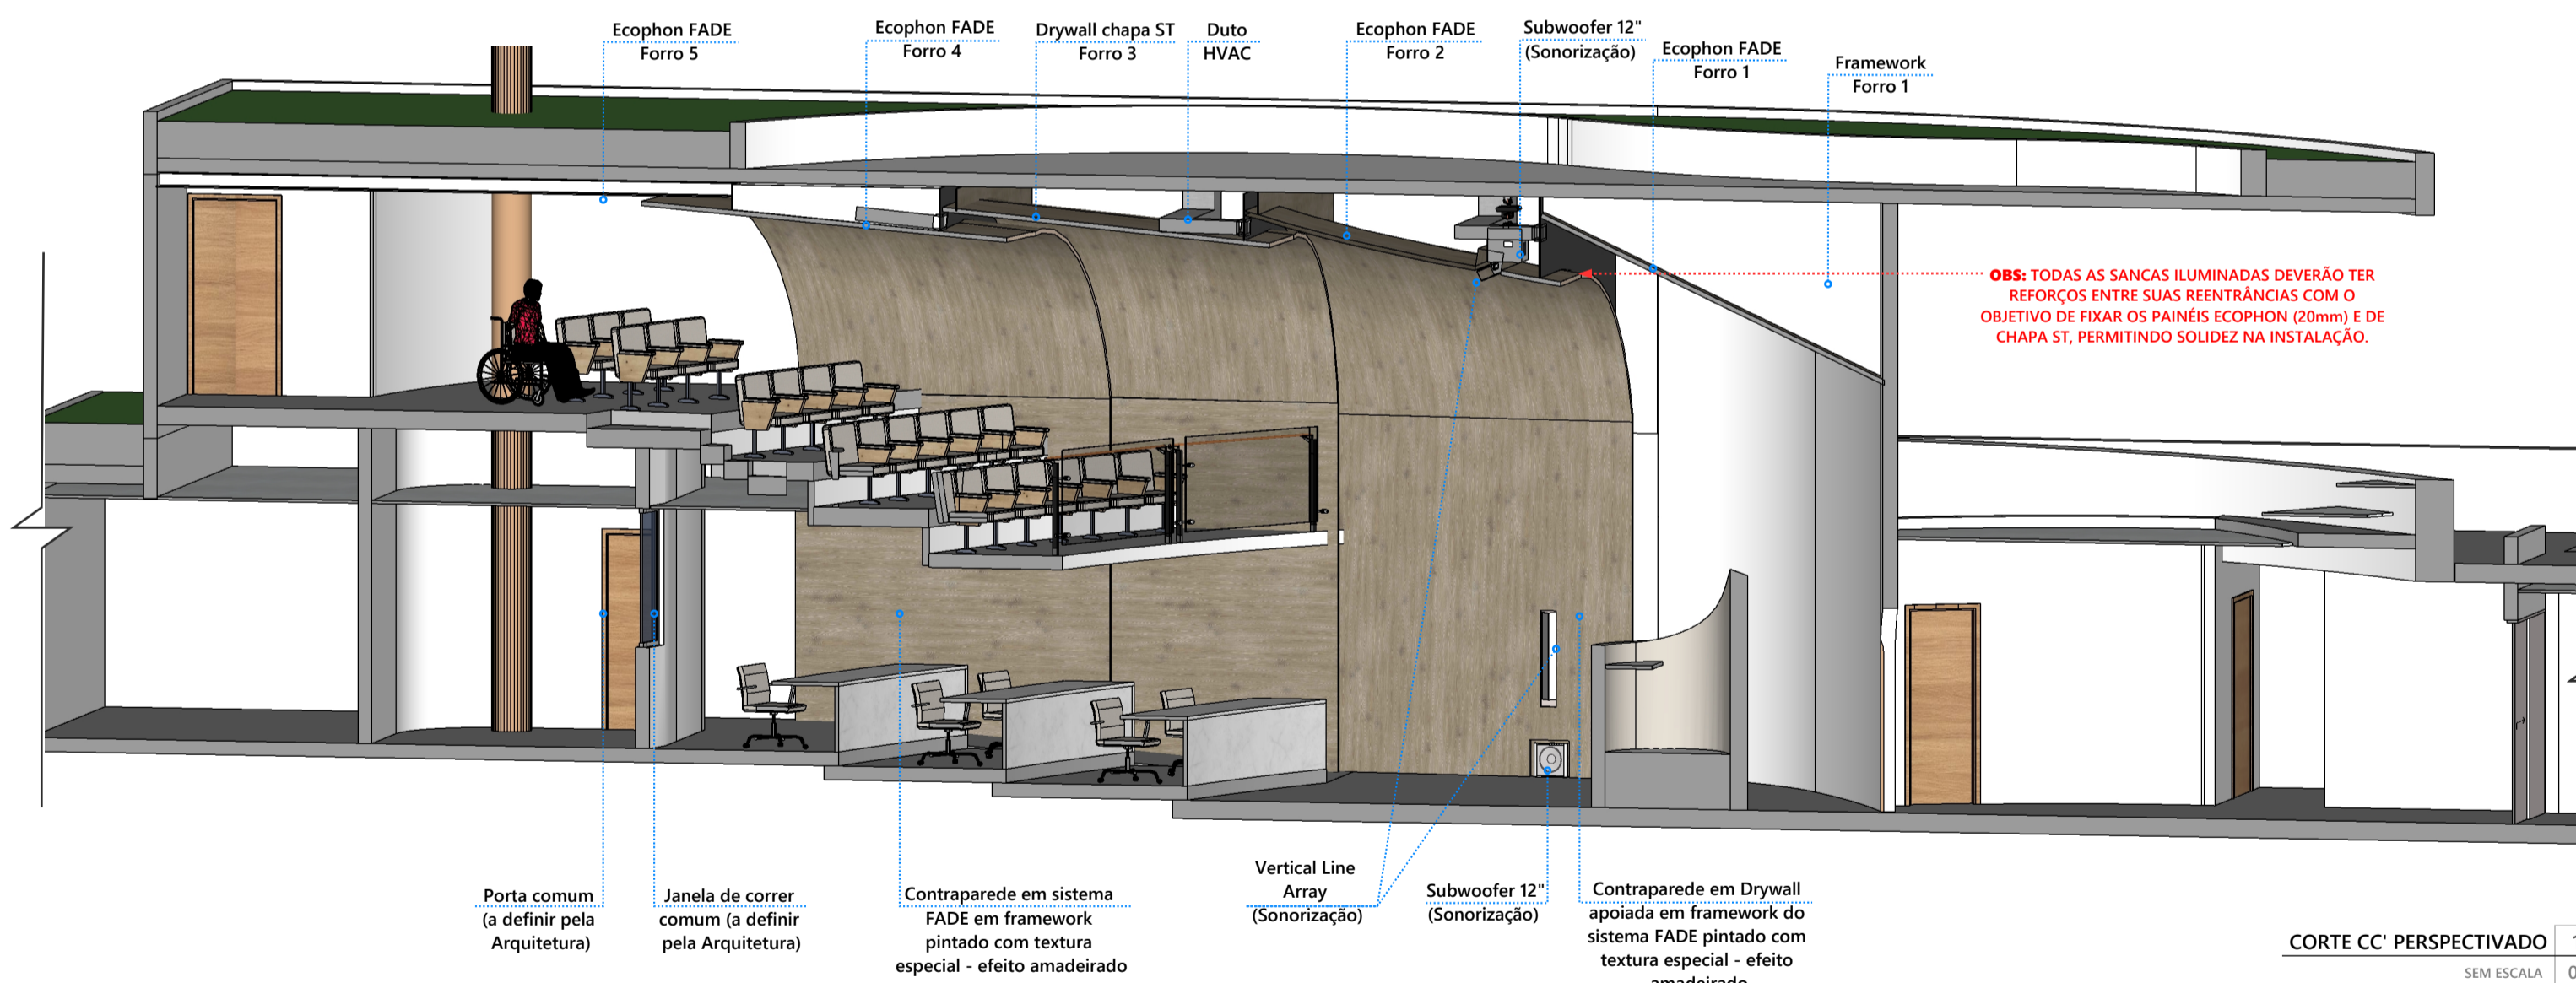 Ecophon FADE
Forro 5
Ecophon FADE
Forro 4
Drywall chapa ST
Forro 3
Duto
HVAC
Ecophon FADE
Forro 2
Subwoofer 12"
(Sonorização)
Ecophon FADE
Forro 1
Framework
Forro 1
OBS: TODAS AS SANCAS ILUMINADAS DEVERÃO TER
REFORÇOS ENTRE SUAS REENTRÂNCIAS COM O
OBJETIVO DE FIXAR OS PAINÉIS ECOPHON (20mm) E DE
CHAPA ST, PERMITINDO SOLIDEZ NA INSTALAÇÃO.
Porta comum
(a definir pela
Arquitetura)
Janela de correr
comum (a definir
pela Arquitetura)
Contraparede em sistema
FADE em framework
pintado com textura
especial - efeito amadeirado
Vertical Line
Array
(Sonorização)
Subwoofer 12"
(Sonorização)
Contraparede em Drywall
apoiada em framework do
sistema FADE pintado com
textura especial - efeito
amadeirado
CORTE CC' PERSPECTIVADO
SEM ESCALA